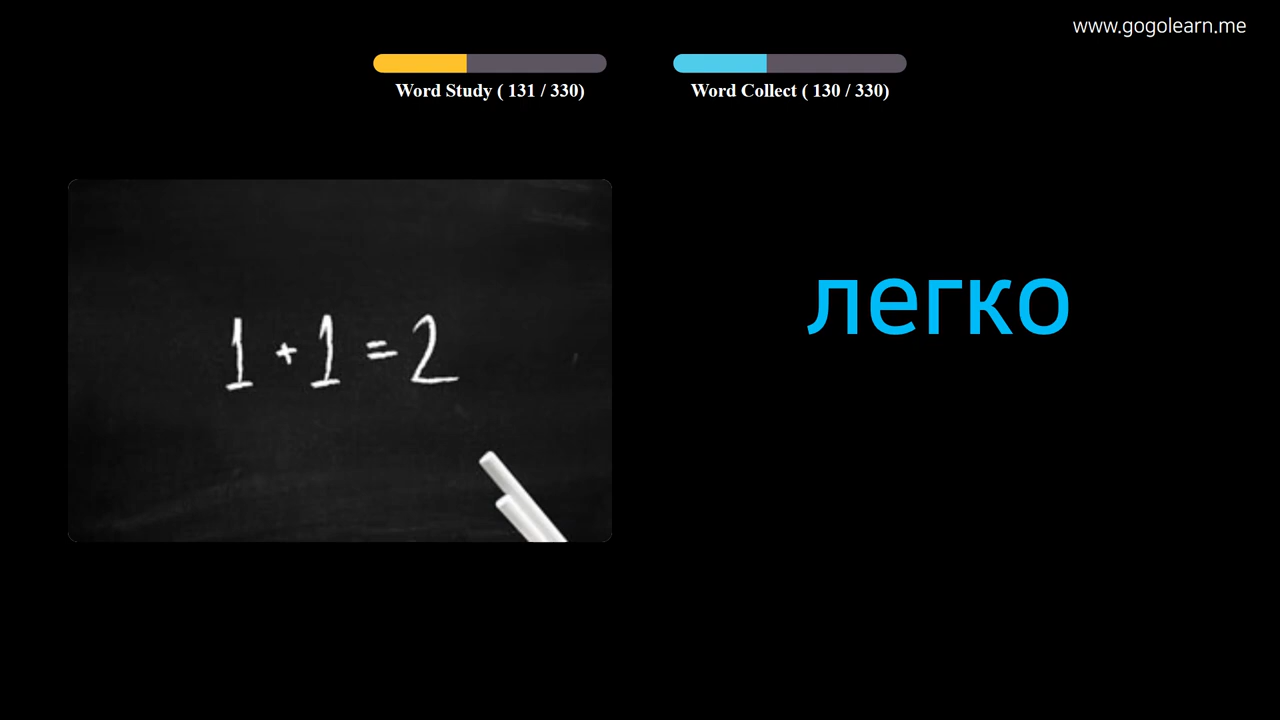 www.gogolearn.me
Word Study ( 131 / 330)
Word Collect ( 130 / 330)
легко
1 + 1 = 2